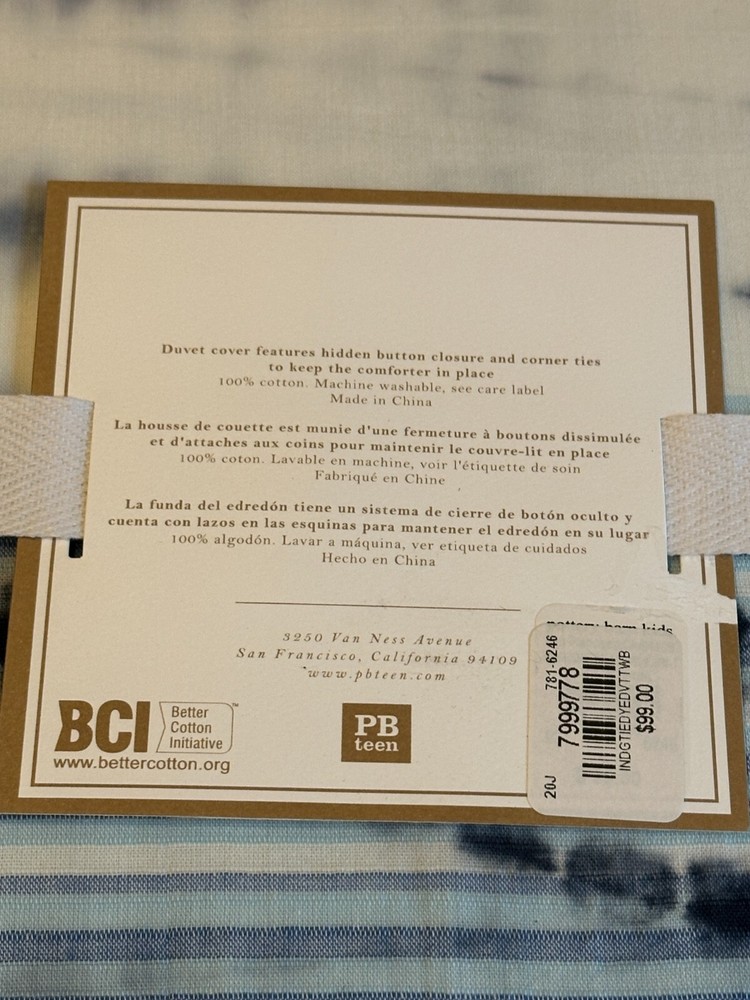 Duvet cover features hidden button closure and corner ties
to keep the comforter in place
100% cotton. Machine washable, see care label
Made in China
La housse de couette est munie d'une fermeture à boutons dissimulée
et d'attaches aux coins pour maintenir le couvre-lit en place
100% coton. Lavable en machine, voir l'étiquette de soin
Fabriqué en Chine
La funda del edredón tiene un sistema de cierre de botón oculto y
cuenta con lazos en las esquinas para mantener el edredón en su lugar
100% algodón. Lavar a máquina, ver etiqueta de cuidados
Hecho en China
3250 Van Ness Avenue
San Francisco, California 94109
www.pbteen.com
BCI Better
Cotton
Initiative™
www.bettercotton.org
PB
teen
pottery barn kids
20J 781-6246
7999778
INDGTIEDYEDVTTWB
$99.00